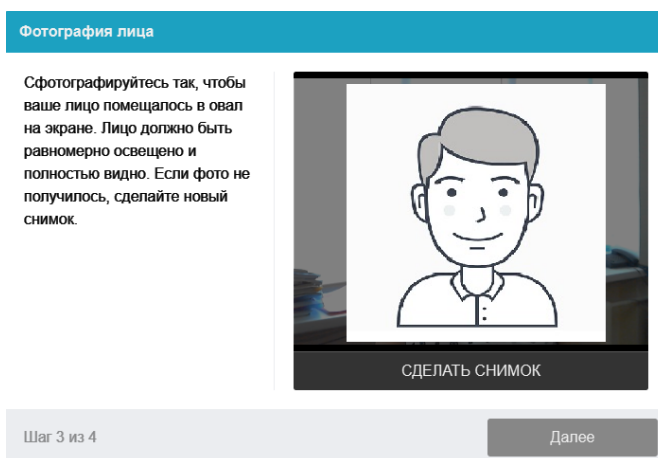 Фотография лица
Сфотографируйтесь так, чтобы
ваше лицо помещалось в овал
на экране. Лицо должно быть
равномерно освещено и
полностью видно. Если фото не
получилось, сделайте новый
снимок.
СДЕЛАТЬ СНИМОК
Шаг 3 из 4
Далее